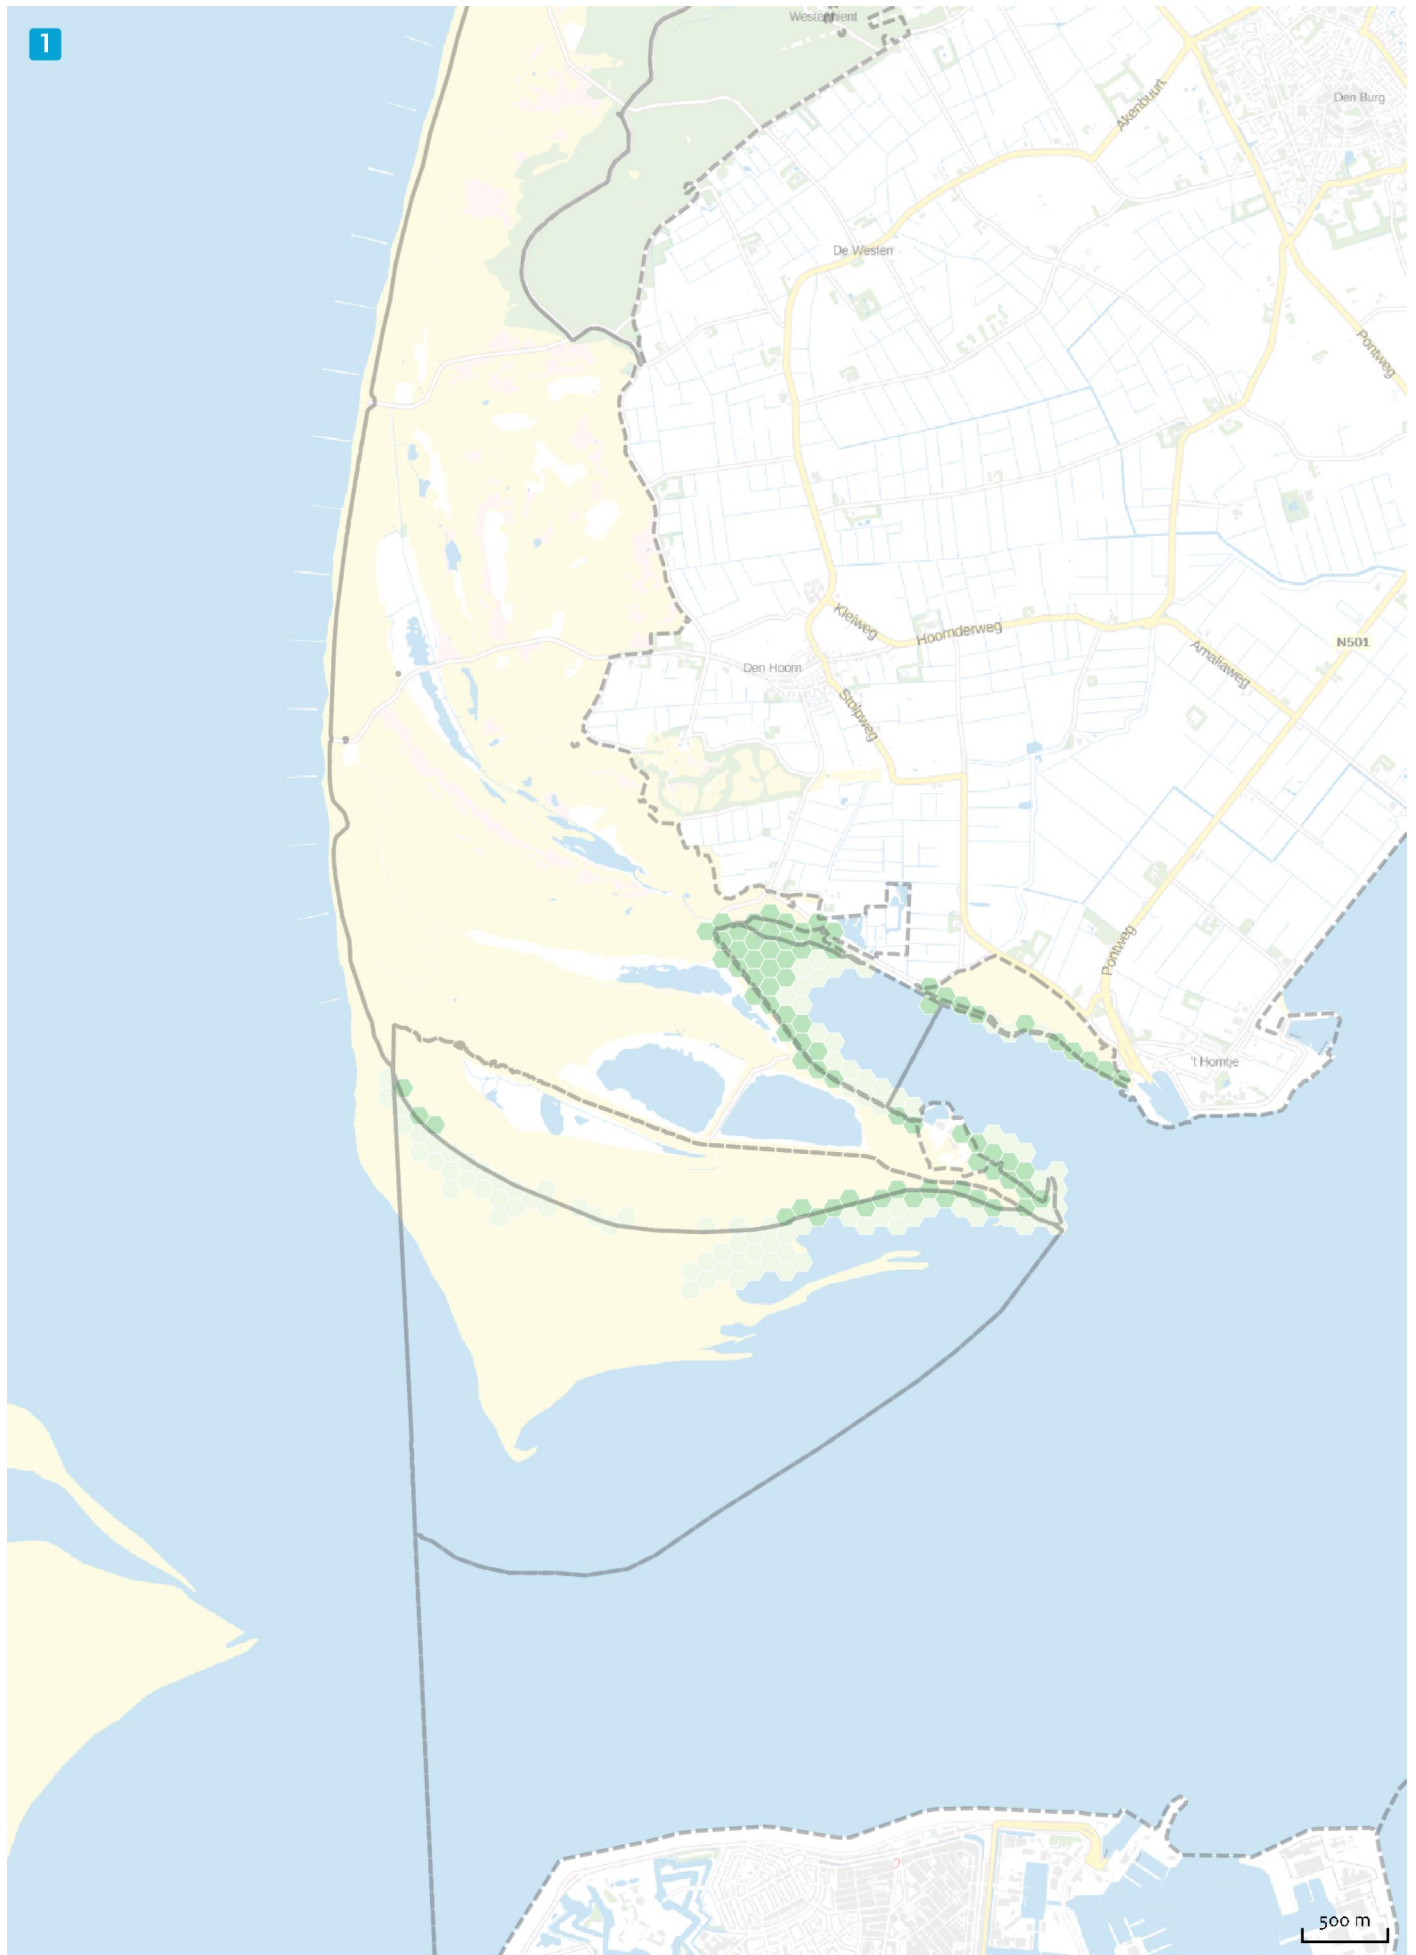 1
Westermient
Den Burg
Akenbuurt
De Westen
Pontweg
Kleiweg
Hoornderweg
N501
Den Hoorn
Amaliaweg
Stolpweg
Pontweg
't Horntje
500 m